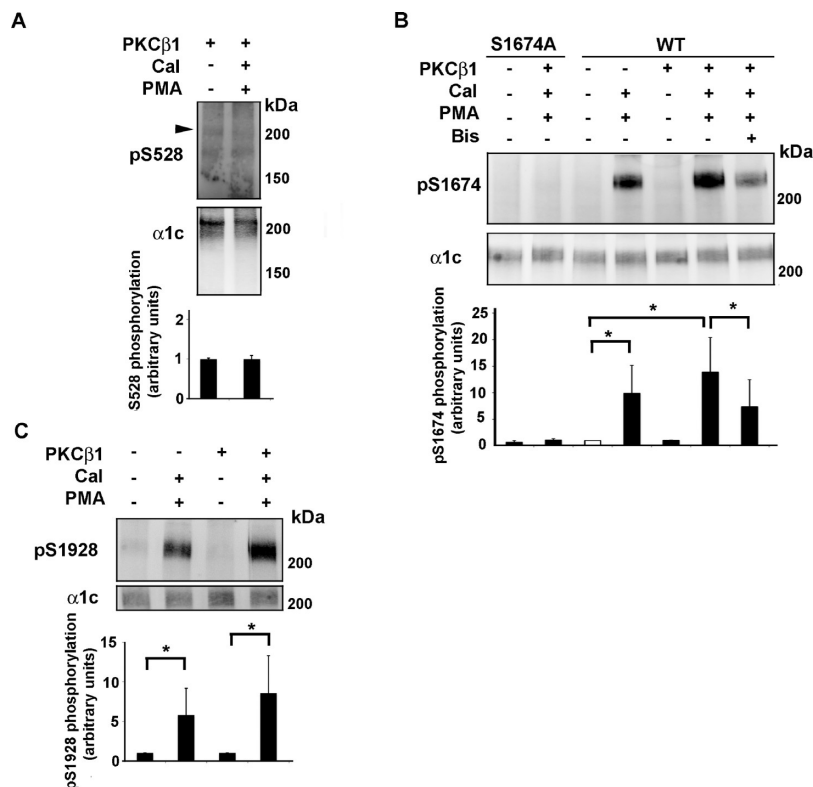 A
PKCβ1 + +
Cal - +
PMA - +
kDa
200
pS528
150
α1c
200
150
S528 phosphorylation
(arbitrary units)
2
1
0
B
S1674A WT
PKCβ1 - + - - + + +
Cal - + - + - + +
PMA - + - + - + +
Bis - - - - - - +
kDa
pS1674
200
α1c
200
pS1674 phosphorylation
(arbitrary units)
25
20
15
10
5
0
* * *
C
PKCβ1 - - + +
Cal - + - +
PMA - + - +
kDa
pS1928
200
α1c
200
pS1928 phosphorylation
(arbitrary units)
15
10
5
0
* *